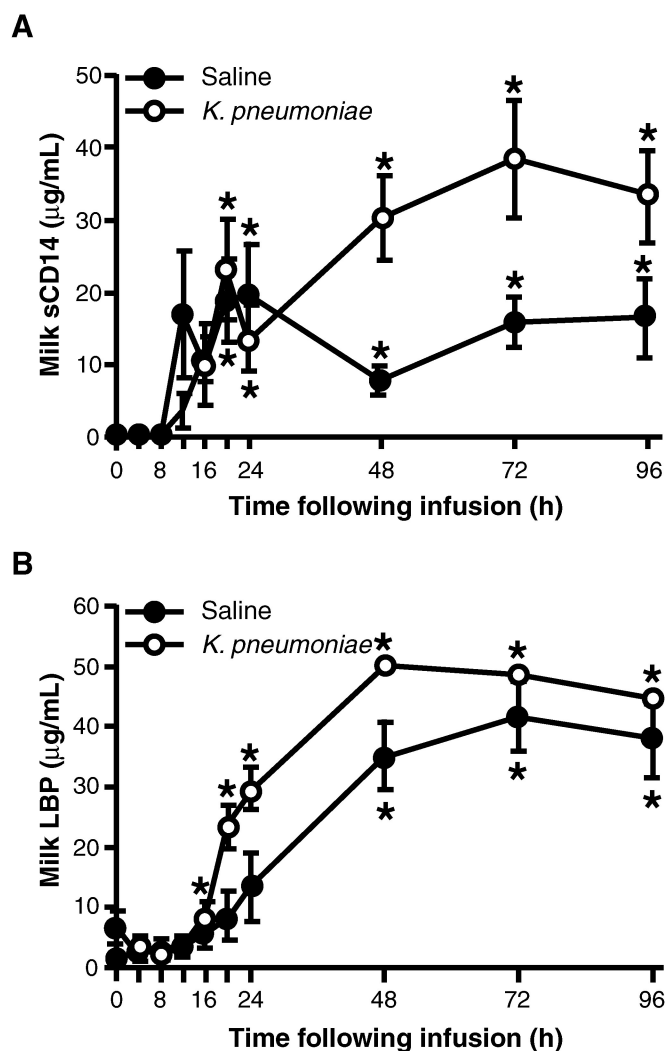 A
Saline
K. pneumoniae
Milk sCD14 (µg/mL)
50
40
30
20
10
0
* * * * * * * * * *
0 8 16 24 48 72 96
Time following infusion (h)
B
Saline
K. pneumoniae
Milk LBP (µg/mL)
60
50
40
30
20
10
0
* * * * * * * * *
0 8 16 24 48 72 96
Time following infusion (h)